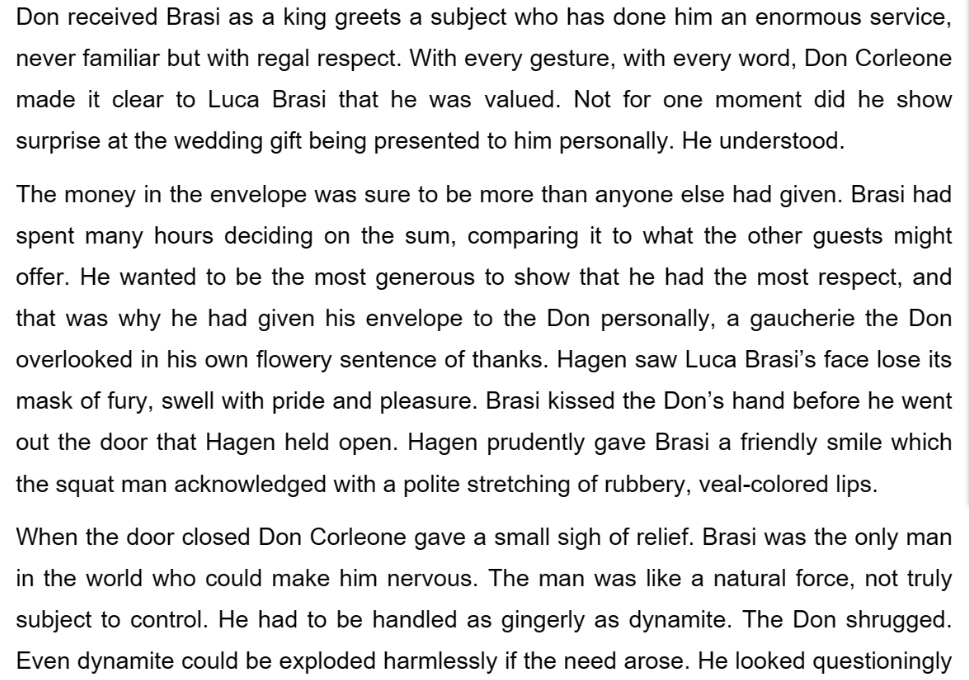 Don received Brasi as a king greets a subject who has done him an enormous service,
never familiar but with regal respect. With every gesture, with every word, Don Corleone
made it clear to Luca Brasi that he was valued. Not for one moment did he show
surprise at the wedding gift being presented to him personally. He understood.
The money in the envelope was sure to be more than anyone else had given. Brasi had
spent many hours deciding on the sum, comparing it to what the other guests might
offer. He wanted to be the most generous to show that he had the most respect, and
that was why he had given his envelope to the Don personally, a gaucherie the Don
overlooked in his own flowery sentence of thanks. Hagen saw Luca Brasi’s face lose its
mask of fury, swell with pride and pleasure. Brasi kissed the Don’s hand before he went
out the door that Hagen held open. Hagen prudently gave Brasi a friendly smile which
the squat man acknowledged with a polite stretching of rubbery, veal-colored lips.
When the door closed Don Corleone gave a small sigh of relief. Brasi was the only man
in the world who could make him nervous. The man was like a natural force, not truly
subject to control. He had to be handled as gingerly as dynamite. The Don shrugged.
Even dynamite could be exploded harmlessly if the need arose. He looked questioningly